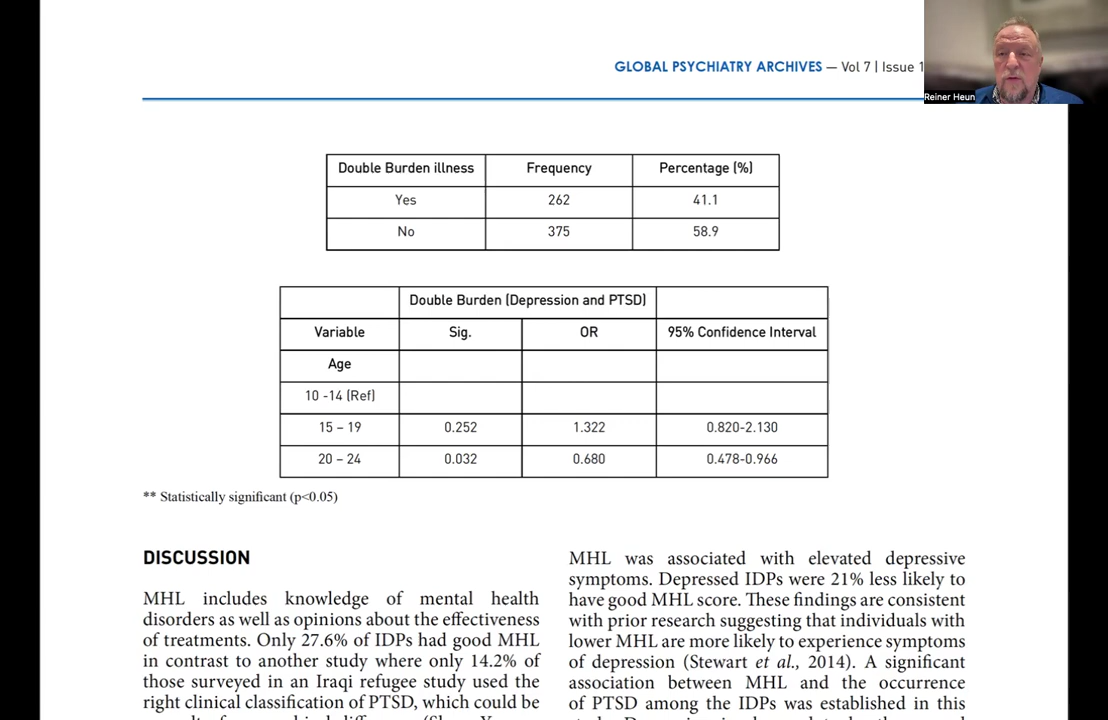 GLOBAL PSYCHIATRY ARCHIVES — Vol 7 | Issue 1
Reiner Heun
Double Burden illness Frequency Percentage (%)
Yes 262 41.1
No 375 58.9
Double Burden (Depression and PTSD)
Variable Sig. OR 95% Confidence Interval
Age
10 -14 (Ref)
15 – 19 0.252 1.322 0.820-2.130
20 – 24 0.032 0.680 0.478-0.966
** Statistically significant (p<0.05)
DISCUSSION
MHL includes knowledge of mental health
disorders as well as opinions about the effectiveness
of treatments. Only 27.6% of IDPs had good MHL
in contrast to another study where only 14.2% of
those surveyed in an Iraqi refugee study used the
right clinical classification of PTSD, which could be
MHL was associated with elevated depressive
symptoms. Depressed IDPs were 21% less likely to
have good MHL score. These findings are consistent
with prior research suggesting that individuals with
lower MHL are more likely to experience symptoms
of depression (Stewart et al., 2014). A significant
association between MHL and the occurrence
of PTSD among the IDPs was established in this